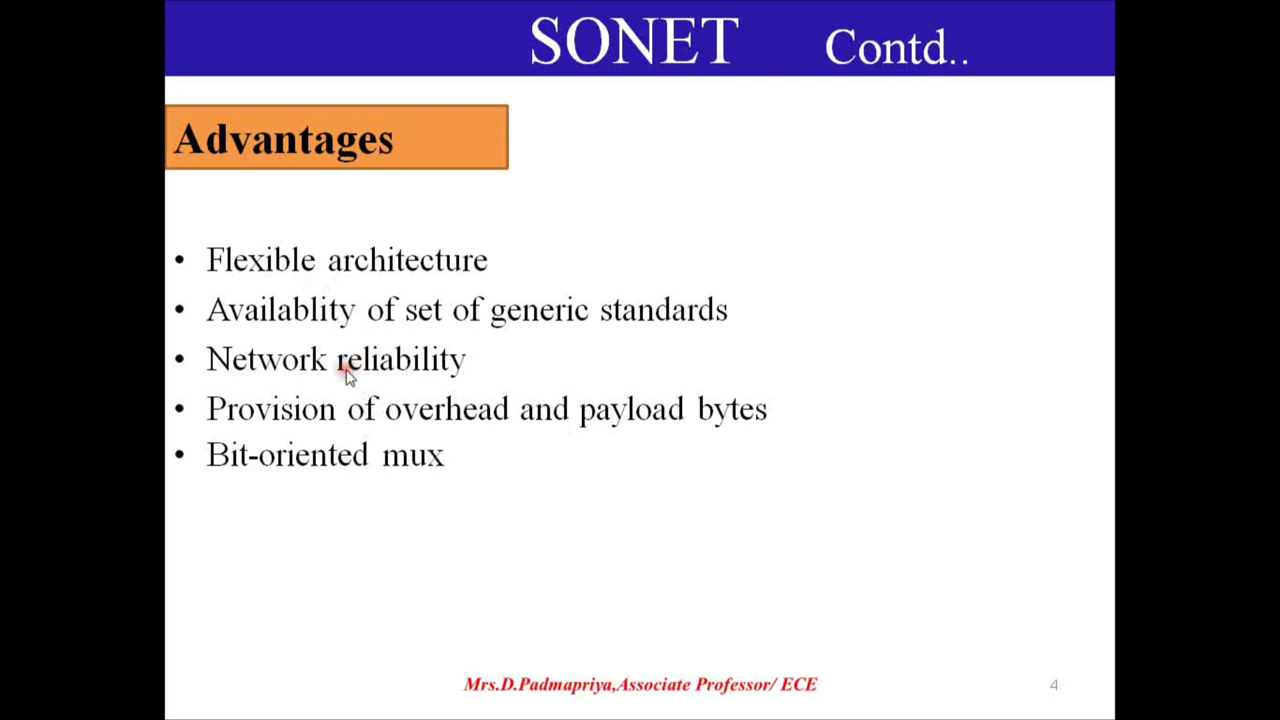 SONET Contd..
Advantages
• Flexible architecture
• Availablity of set of generic standards
• Network reliability
• Provision of overhead and payload bytes
• Bit-oriented mux
Mrs.D.Padmapriya,Associate Professor/ ECE 4